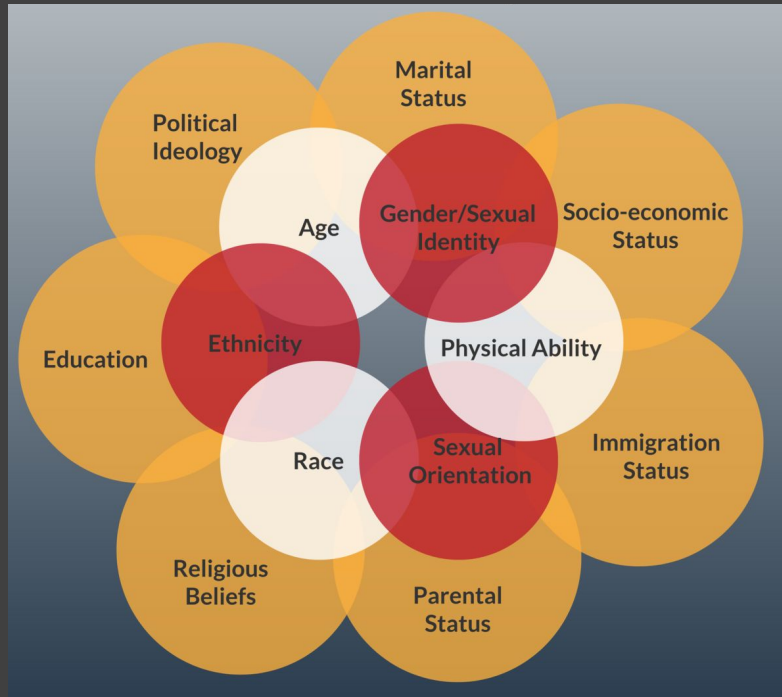 Marital
Status
Political
Ideology
Age
Gender/Sexual
Identity
Socio-economic
Status
Ethnicity
Physical Ability
Education
Race
Sexual
Orientation
Immigration
Status
Religious
Beliefs
Parental
Status